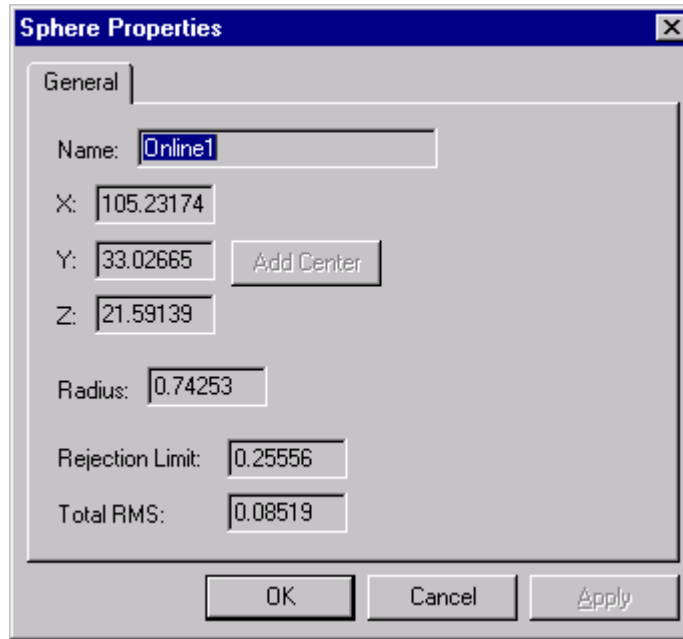 Sphere Properties
General
Name: Online1
X: 105.23174
Y: 33.02665 Add Center
Z: 21.59139
Radius: 0.74253
Rejection Limit: 0.25556
Total RMS: 0.08519
OK Cancel Apply